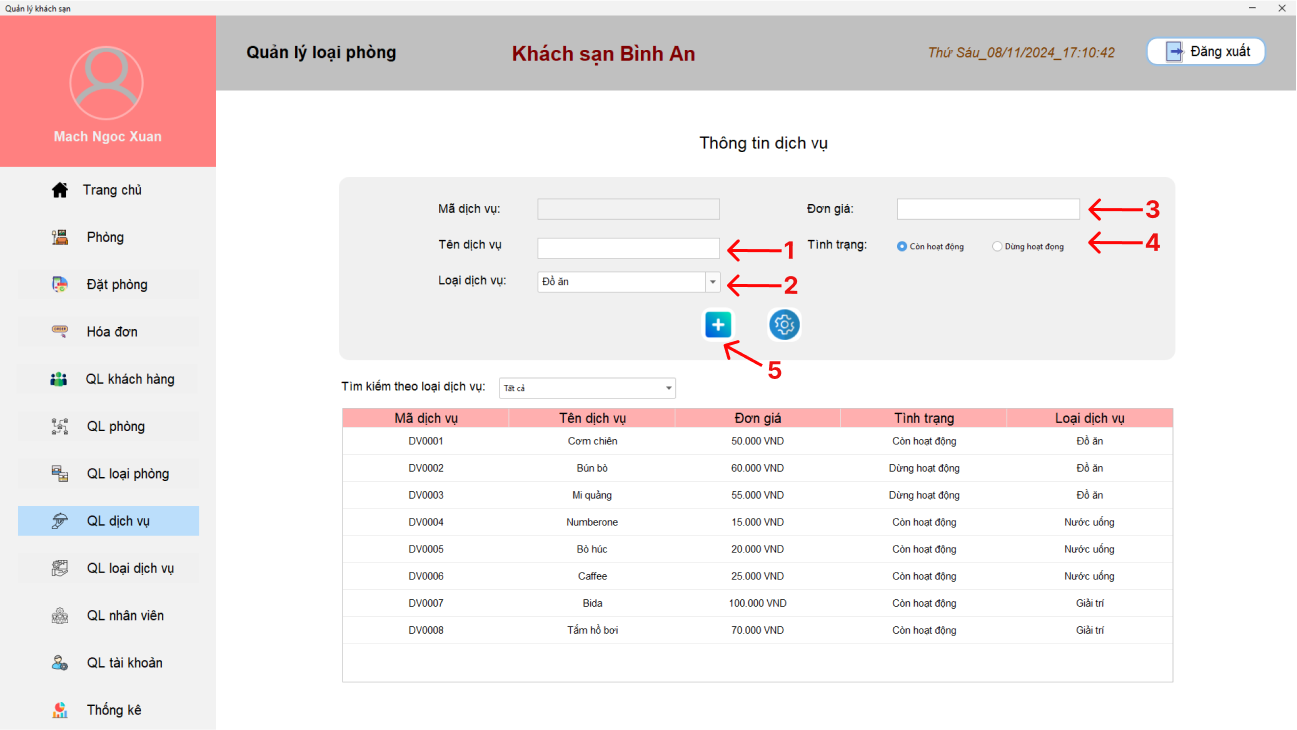 Quản lý khách sạn
Quản lý loại phòng
Khách sạn Bình An
Thứ Sáu_08/11/2024_17:10:42
Đăng xuất
Mach Ngoc Xuan
Trang chủ
Phòng
Đặt phòng
Hóa đơn
QL khách hàng
QL phòng
QL loại phòng
QL dịch vụ
QL loại dịch vụ
QL nhân viên
QL tài khoản
Thống kê
Thông tin dịch vụ
Mã dịch vụ:
Đơn giá:
3
Tên dịch vụ
1
Tình trạng:
Còn hoạt động
Dừng hoạt đọng
4
Loại dịch vụ:
Đồ ăn
2
5
Tìm kiếm theo loại dịch vụ:
Tất cả
Mã dịch vụ Tên dịch vụ Đơn giá Tình trạng Loại dịch vụ
DV0001 Cơm chiên 50.000 VND Còn hoạt động Đồ ăn
DV0002 Bún bò 60.000 VND Dừng hoạt động Đồ ăn
DV0003 Mì quảng 55.000 VND Dừng hoạt động Đồ ăn
DV0004 Numberone 15.000 VND Còn hoạt động Nước uống
DV0005 Bò húc 20.000 VND Còn hoạt động Nước uống
DV0006 Caffee 25.000 VND Còn hoạt động Nước uống
DV0007 Bida 100.000 VND Còn hoạt động Giải trí
DV0008 Tắm hồ bơi 70.000 VND Còn hoạt động Giải trí